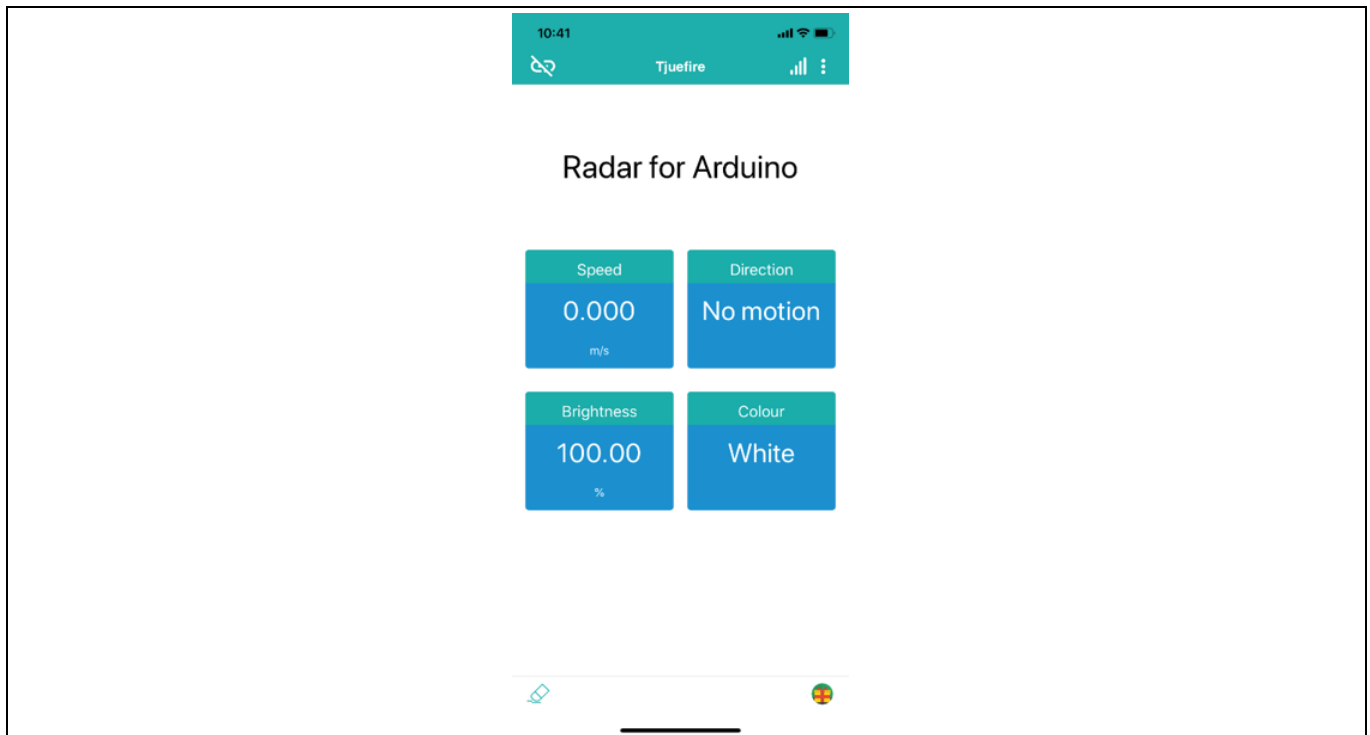 10:41
Tjuefire
Radar for Arduino
Speed
0.000
m/s
Direction
No motion
Brightness
100.00
%
Colour
White